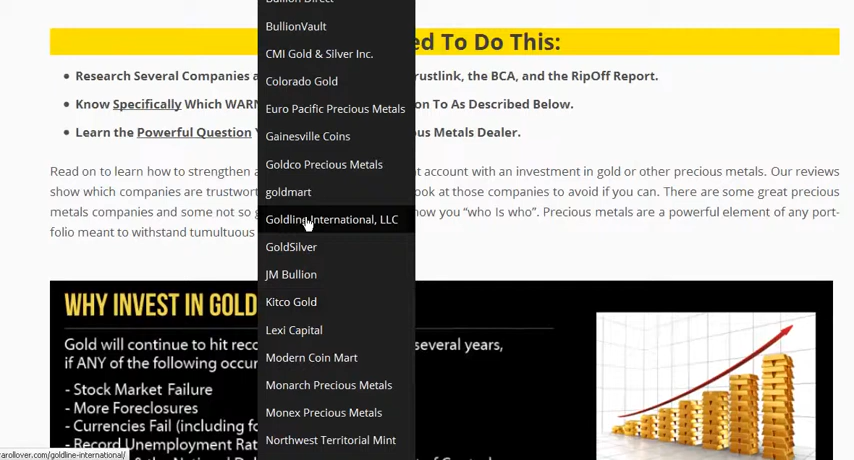 Bullion Direct
BullionVault
CMI Gold & Silver Inc.
Colorado Gold
Euro Pacific Precious Metals
Gainesville Coins
Goldco Precious Metals
goldmart
Goldline International, LLC
GoldSilver
JM Bullion
Kitco Gold
Lexi Capital
Modern Coin Mart
Monarch Precious Metals
Monex Precious Metals
Northwest Territorial Mint
To Do This:
Research Several Companies rustlink, the BCA, and the RipOff Report.
Know Specifically Which on To As Described Below.
Learn the Powerful Question ous Metals Dealer.
Read on to learn how to strengthen t account with an investment in gold or other precious metals. Our reviews
show which companies are ook at those companies to avoid if you can. There are some great precious
metals companies and some not so now you “who Is who”. Precious metals are a powerful element of any port-
folio meant to withstand tumultuous
WHY INVEST IN GOLD
Gold will continue to hit several years,
if ANY of the following
- Stock Market Failure
- More Foreclosures
- Currencies Fail (including
- Record Unemployment
arollover.com/goldline-international/